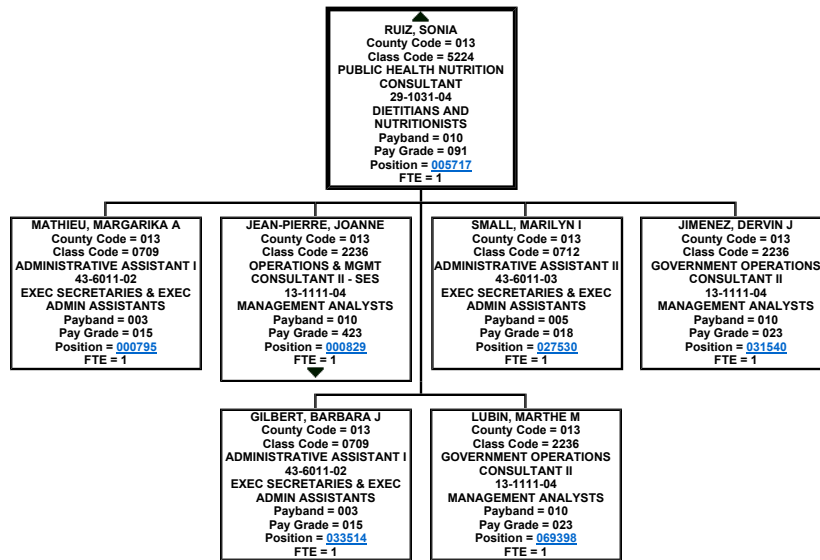 RUIZ, SONIA
County Code = 013
Class Code = 5224
PUBLIC HEALTH NUTRITION
CONSULTANT
29-1031-04
DIETITIANS AND
NUTRITIONISTS
Payband = 010
Pay Grade = 091
Position = 005717
FTE = 1
MATHIEU, MARGARIKA A
County Code = 013
Class Code = 0709
ADMINISTRATIVE ASSISTANT I
43-6011-02
EXEC SECRETARIES & EXEC
ADMIN ASSISTANTS
Payband = 003
Pay Grade = 015
Position = 000795
FTE = 1
JEAN-PIERRE, JOANNE
County Code = 013
Class Code = 2236
OPERATIONS & MGMT
CONSULTANT II - SES
13-1111-04
MANAGEMENT ANALYSTS
Payband = 010
Pay Grade = 423
Position = 000829
FTE = 1
SMALL, MARILYN I
County Code = 013
Class Code = 0712
ADMINISTRATIVE ASSISTANT II
43-6011-03
EXEC SECRETARIES & EXEC
ADMIN ASSISTANTS
Payband = 005
Pay Grade = 018
Position = 027530
FTE = 1
JIMENEZ, DERVIN J
County Code = 013
Class Code = 2236
GOVERNMENT OPERATIONS
CONSULTANT II
13-1111-04
MANAGEMENT ANALYSTS
Payband = 010
Pay Grade = 023
Position = 031540
FTE = 1
GILBERT, BARBARA J
County Code = 013
Class Code = 0709
ADMINISTRATIVE ASSISTANT I
43-6011-02
EXEC SECRETARIES & EXEC
ADMIN ASSISTANTS
Payband = 003
Pay Grade = 015
Position = 033514
FTE = 1
LUBIN, MARTHE M
County Code = 013
Class Code = 2236
GOVERNMENT OPERATIONS
CONSULTANT II
13-1111-04
MANAGEMENT ANALYSTS
Payband = 010
Pay Grade = 023
Position = 069398
FTE = 1